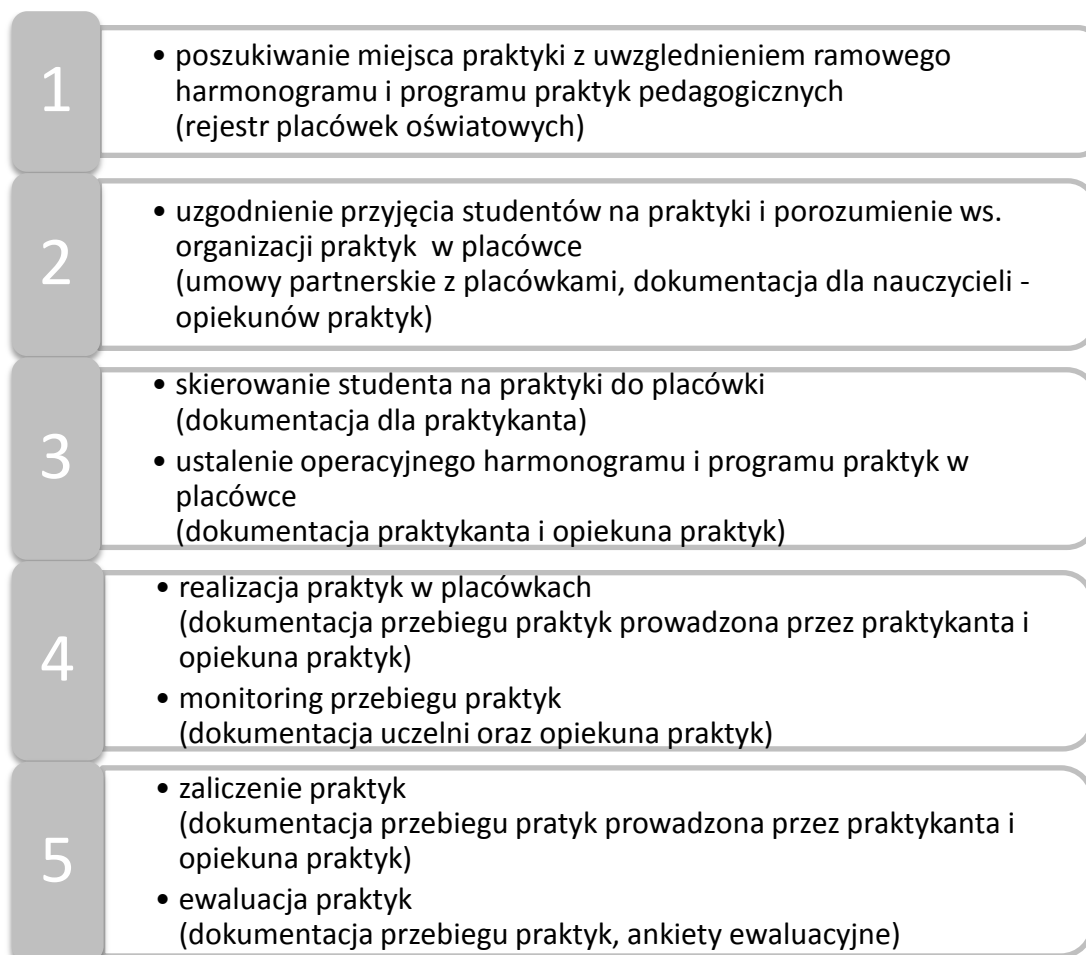 1
• poszukiwanie miejsca praktyki z uwzglednieniem ramowego
harmonogramu i programu praktyk pedagogicznych
(rejestr placówek oświatowych)
2
• uzgodnienie przyjęcia studentów na praktyki i porozumienie ws.
organizacji praktyk w placówce
(umowy partnerskie z placówkami, dokumentacja dla nauczycieli -
opiekunów praktyk)
3
• skierowanie studenta na praktyki do placówki
(dokumentacja dla praktykanta)
• ustalenie operacyjnego harmonogramu i programu praktyk w
placówce
(dokumentacja praktykanta i opiekuna praktyk)
4
• realizacja praktyk w placówkach
(dokumentacja przebiegu praktyk prowadzona przez praktykanta i
opiekuna praktyk)
• monitoring przebiegu praktyk
(dokumentacja uczelni oraz opiekuna praktyk)
5
• zaliczenie praktyk
(dokumentacja przebiegu pratyk prowadzona przez praktykanta i
opiekuna praktyk)
• ewaluacja praktyk
(dokumentacja przebiegu praktyk, ankiety ewaluacyjne)